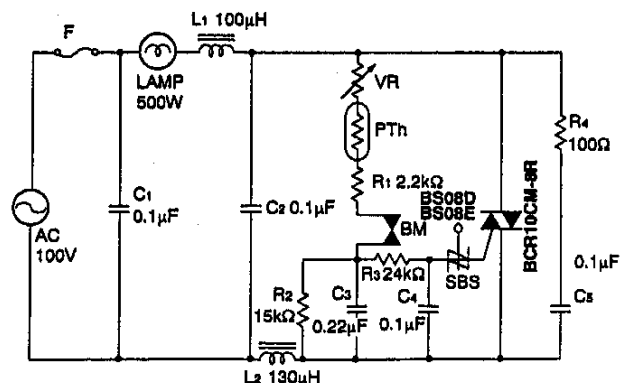 F
L1 100μH
LAMP
500W
VR
PTh
R4
100Ω
R1 2.2kΩ
BS08D
BS08E
BCR10CM-8R
C1
0.1μF
C2 0.1μF
BM
AC
100V
R3 24kΩ
SBS
0.1μF
R2
15kΩ
C3
0.22μF
C4
0.1μF
C5
L2 130μH